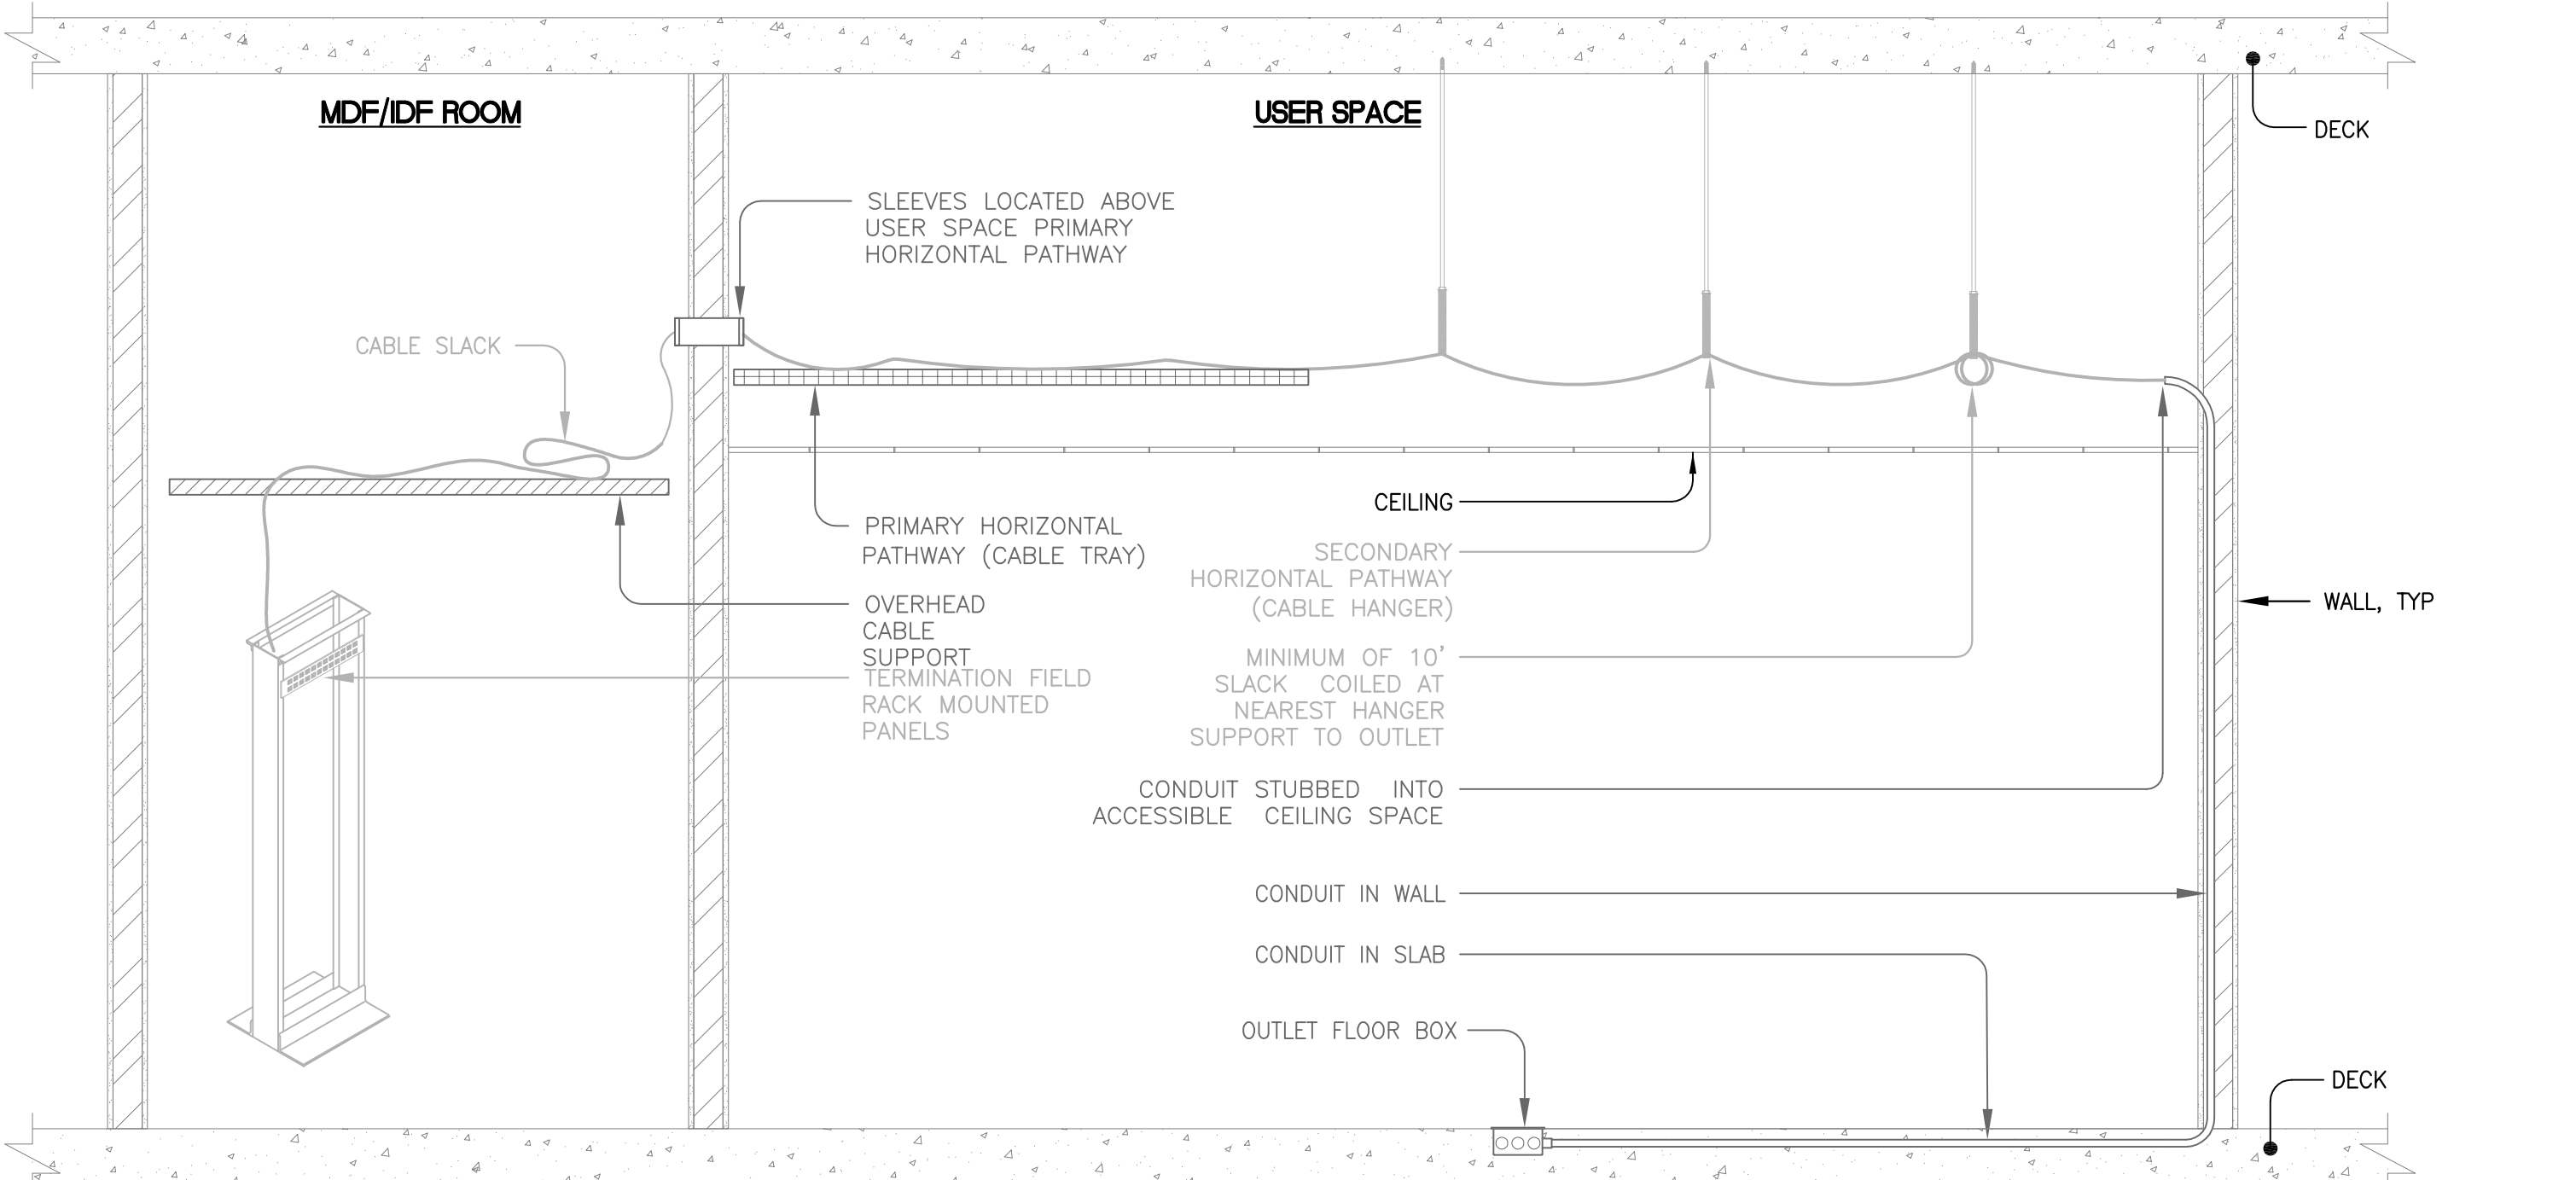 MDF/IDF ROOM
USER SPACE
DECK
SLEEVES LOCATED ABOVE
USER SPACE PRIMARY
HORIZONTAL PATHWAY
CABLE SLACK
CEILING
PRIMARY HORIZONTAL
PATHWAY (CABLE TRAY)
SECONDARY
HORIZONTAL PATHWAY
(CABLE HANGER)
OVERHEAD
CABLE
SUPPORT
WALL, TYP
TERMINATION FIELD
RACK MOUNTED
PANELS
MINIMUM OF 10'
SLACK COILED AT
NEAREST HANGER
SUPPORT TO OUTLET
CONDUIT STUBBED INTO
ACCESSIBLE CEILING SPACE
CONDUIT IN WALL
CONDUIT IN SLAB
OUTLET FLOOR BOX
DECK